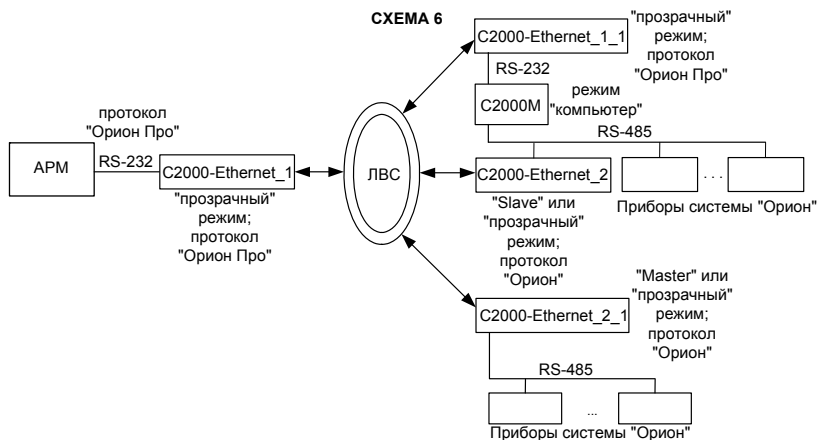 СХЕМА 6
протокол
"Орион Про"
АРМ
RS-232
C2000-Ethernet_1
"прозрачный"
режим;
протокол
"Орион Про"
ЛВС
C2000-Ethernet_1_1
"прозрачный"
режим;
протокол
"Орион Про"
RS-232
С2000М
режим
"компьютер"
RS-485
C2000-Ethernet_2
"Slave" или
"прозрачный"
режим;
протокол
"Орион"
. . .
Приборы системы "Орион"
C2000-Ethernet_2_1
"Master" или
"прозрачный"
режим;
протокол
"Орион"
RS-485
...
Приборы системы "Орион"